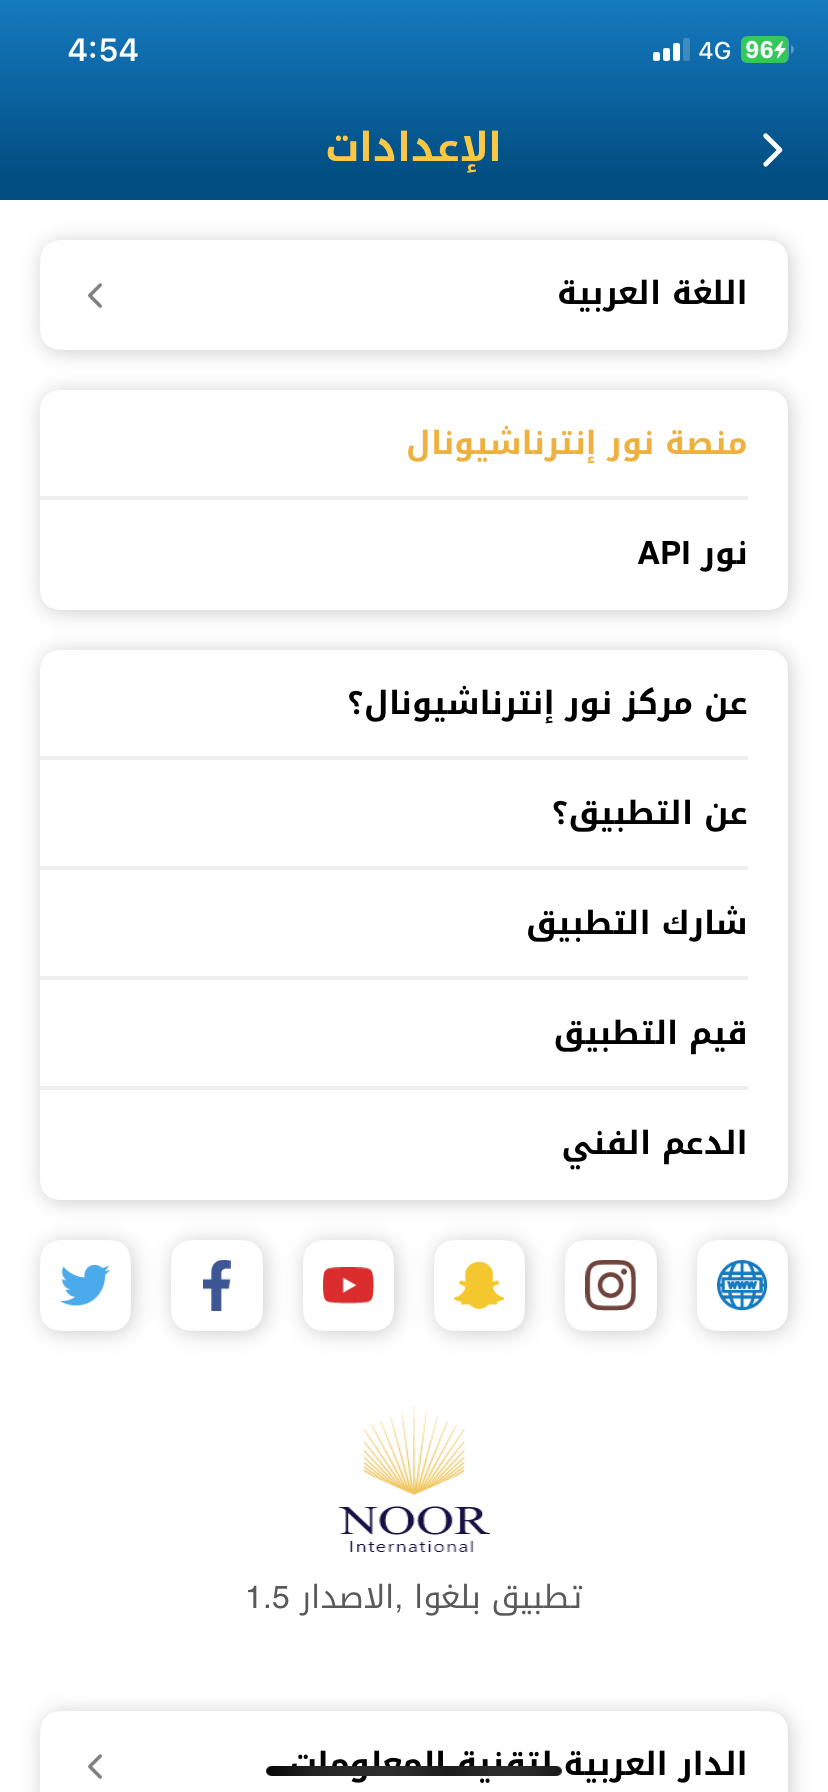 4:54
4G 96
الإعدادات
اللغة العربية
منصة نور إنترناشيونال
نور API
عن مركز نور إنترناشيونال؟
عن التطبيق؟
شارك التطبيق
قيم التطبيق
الدعم الفني
www
NOOR
International
تطبيق بلغوا ,الاصدار 1.5
الدار العربية لتقنية المعلومات